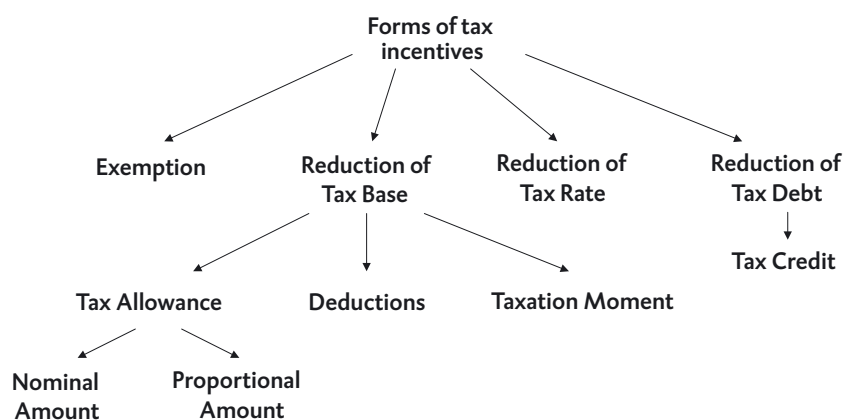 Forms of tax
incentives
Exemption
Reduction of
Tax Base
Reduction of
Tax Rate
Reduction of
Tax Debt
Tax Credit
Tax Allowance
Deductions
Taxation Moment
Nominal
Amount
Proportional
Amount